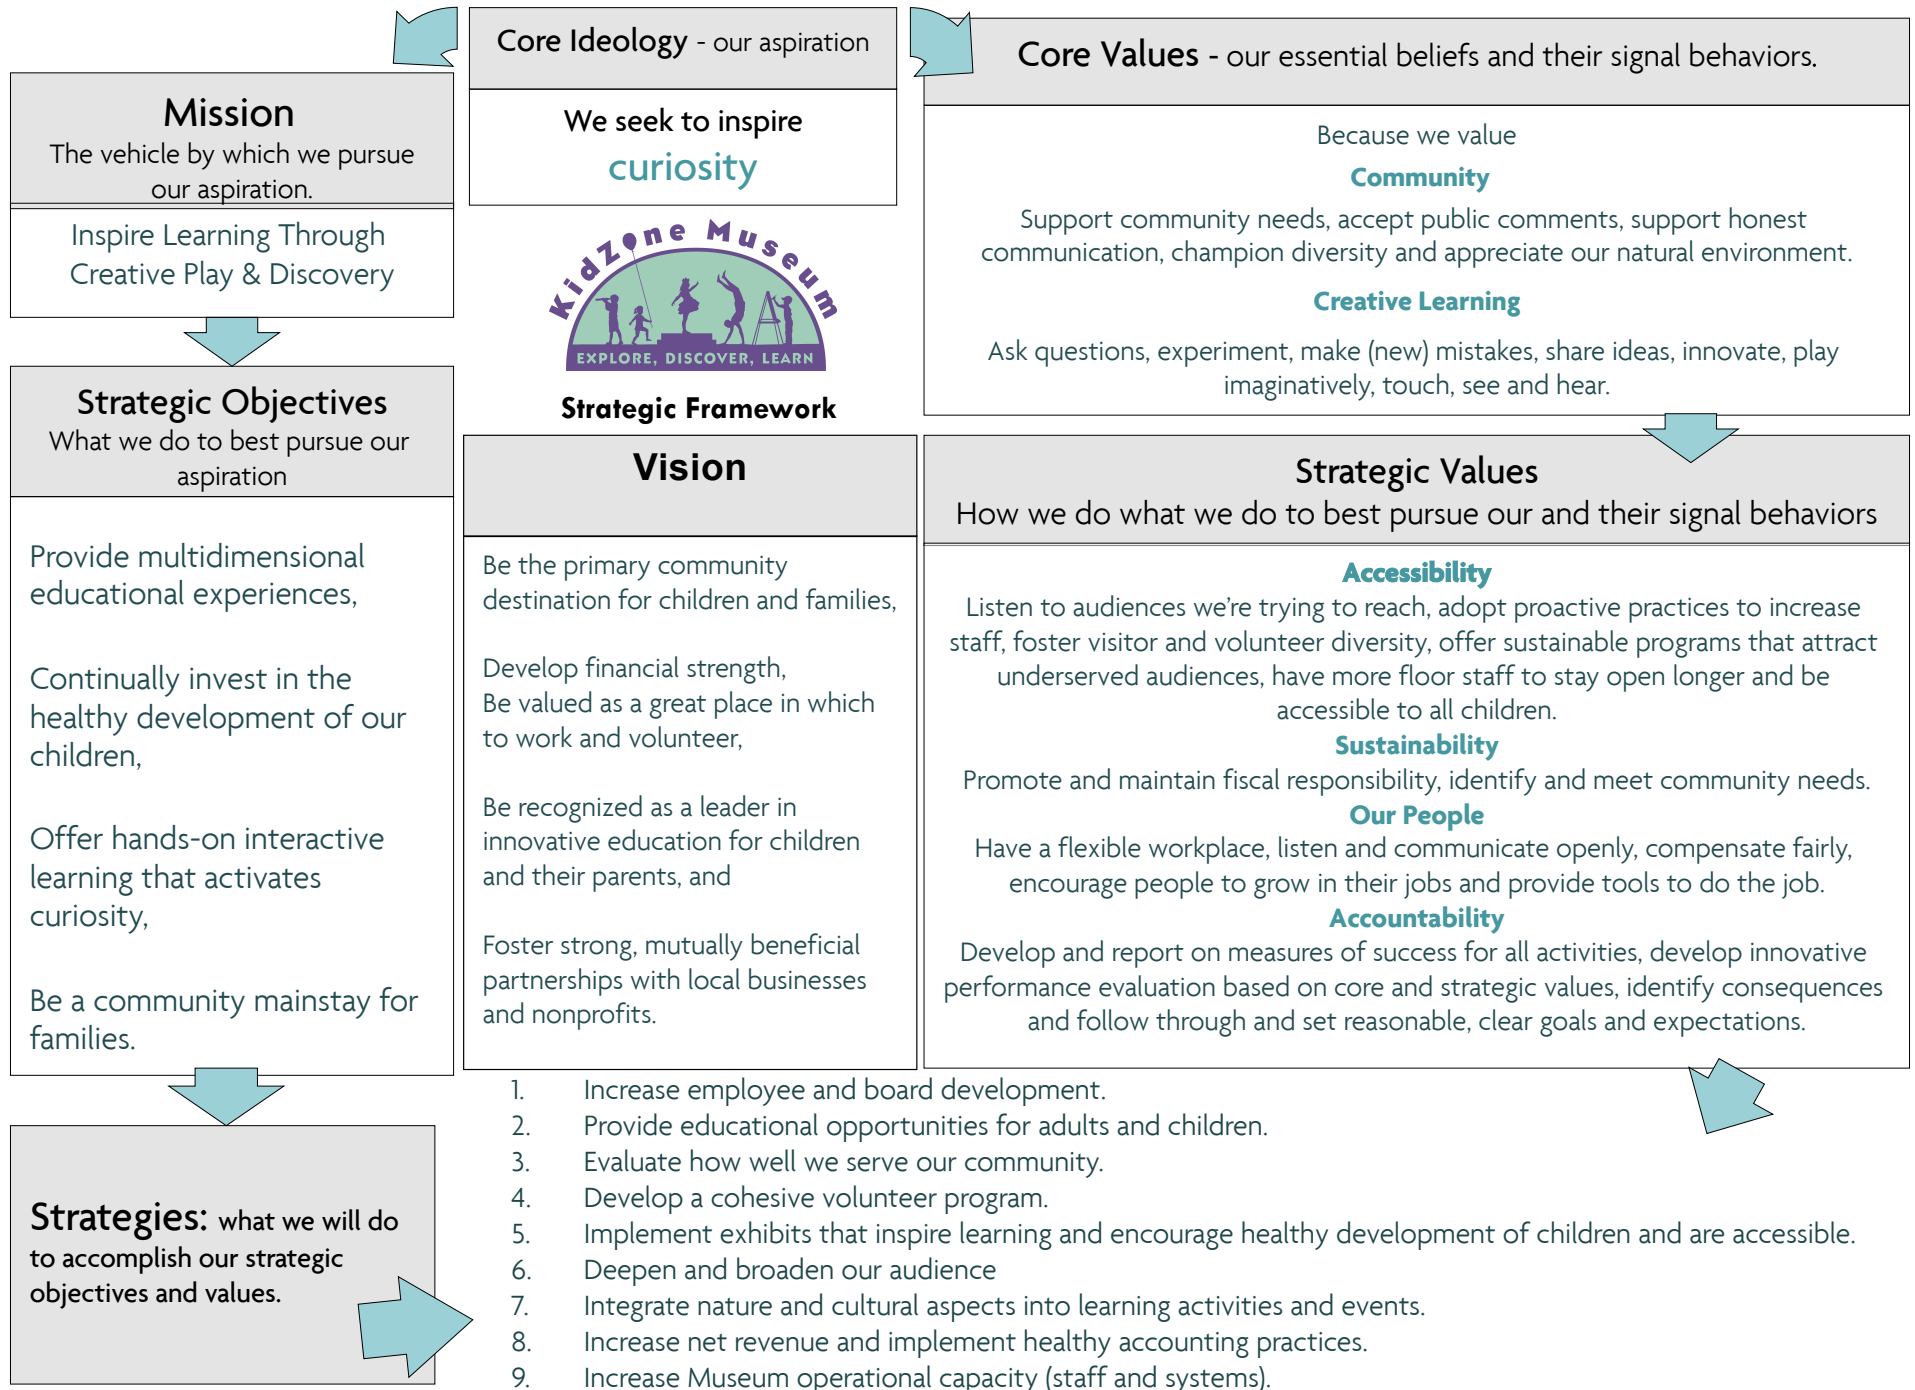 Core Ideology - our aspiration
We seek to inspire
curiosity
Core Values - our essential beliefs and their signal behaviors.
Because we value
Community
Support community needs, accept public comments, support honest
communication, champion diversity and appreciate our natural environment.
Creative Learning
Ask questions, experiment, make (new) mistakes, share ideas, innovate, play
imaginatively, touch, see and hear.
Mission
The vehicle by which we pursue
our aspiration.
Inspire Learning Through
Creative Play & Discovery
KidZone Museum
EXPLORE, DISCOVER, LEARN
Strategic Framework
Strategic Objectives
What we do to best pursue our
aspiration
Provide multidimensional
educational experiences,
Continually invest in the
healthy development of our
children,
Offer hands-on interactive
learning that activates
curiosity,
Be a community mainstay for
families.
Vision
Be the primary community
destination for children and families,
Develop financial strength,
Be valued as a great place in which
to work and volunteer,
Be recognized as a leader in
innovative education for children
and their parents, and
Foster strong, mutually beneficial
partnerships with local businesses
and nonprofits.
Strategic Values
How we do what we do to best pursue our and their signal behaviors
Accessibility
Listen to audiences we're trying to reach, adopt proactive practices to increase
staff, foster visitor and volunteer diversity, offer sustainable programs that attract
underserved audiences, have more floor staff to stay open longer and be
accessible to all children.
Sustainability
Promote and maintain fiscal responsibility, identify and meet community needs.
Our People
Have a flexible workplace, listen and communicate openly, compensate fairly,
encourage people to grow in their jobs and provide tools to do the job.
Accountability
Develop and report on measures of success for all activities, develop innovative
performance evaluation based on core and strategic values, identify consequences
and follow through and set reasonable, clear goals and expectations.
Strategies: what we will do
to accomplish our strategic
objectives and values.
1. Increase employee and board development.
2. Provide educational opportunities for adults and children.
3. Evaluate how well we serve our community.
4. Develop a cohesive volunteer program.
5. Implement exhibits that inspire learning and encourage healthy development of children and are accessible.
6. Deepen and broaden our audience
7. Integrate nature and cultural aspects into learning activities and events.
8. Increase net revenue and implement healthy accounting practices.
9. Increase Museum operational capacity (staff and systems).